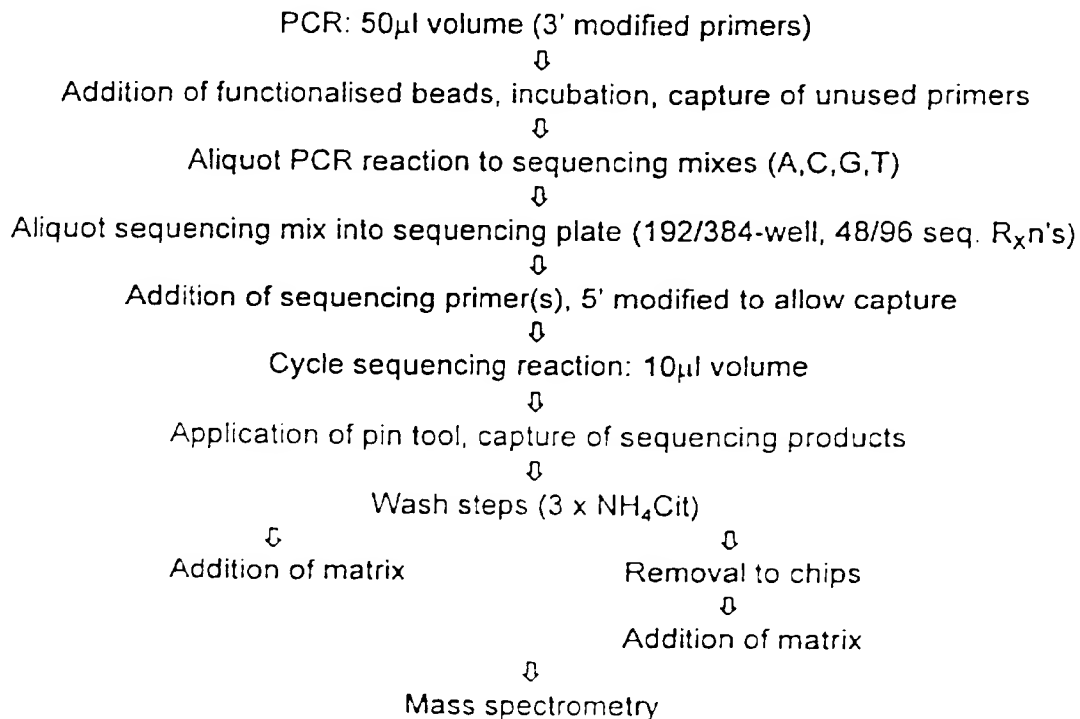 PCR: 50µl volume (3' modified primers)
⇩
Addition of functionalised beads, incubation, capture of unused primers
⇩
Aliquot PCR reaction to sequencing mixes (A,C,G,T)
⇩
Aliquot sequencing mix into sequencing plate (192/384-well, 48/96 seq. RXn's)
⇩
Addition of sequencing primer(s), 5' modified to allow capture
⇩
Cycle sequencing reaction: 10µl volume
⇩
Application of pin tool, capture of sequencing products
⇩
Wash steps (3 x NH4Cit)
⇩ ⇩
Addition of matrix Removal to chips
⇩
Addition of matrix
⇩
Mass spectrometry